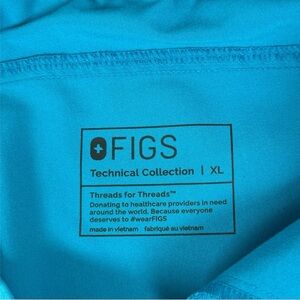 FIGS
Technical Collection | XL
Threads for Threads™
Donating to healthcare providers in need
around the world. Because everyone
deserves to #wearFIGS
made in vietnam fabriqué au vietnam